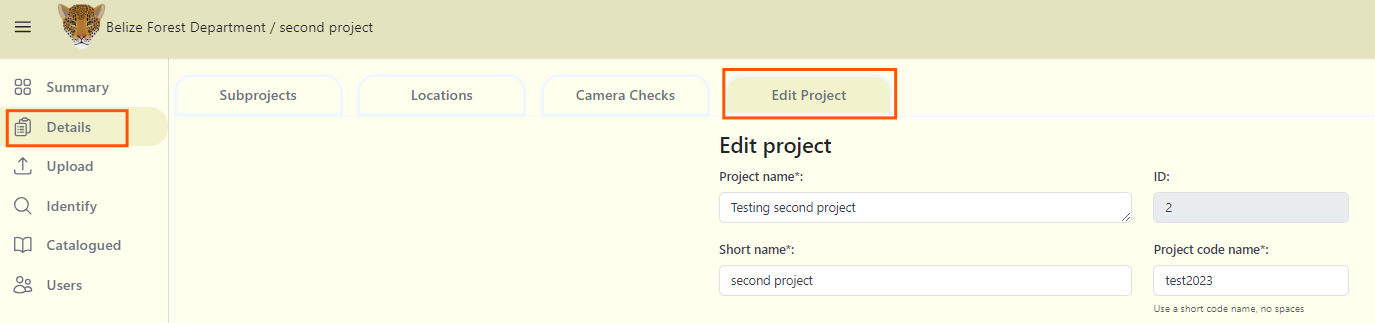 Belize Forest Department / second project
Summary
Details
Upload
Identify
Catalogued
Users
Subprojects
Locations
Camera Checks
Edit Project
Edit project
Project name*:
ID:
Testing second project
2
Short name*:
Project code name*:
second project
test2023
Use a short code name, no spaces